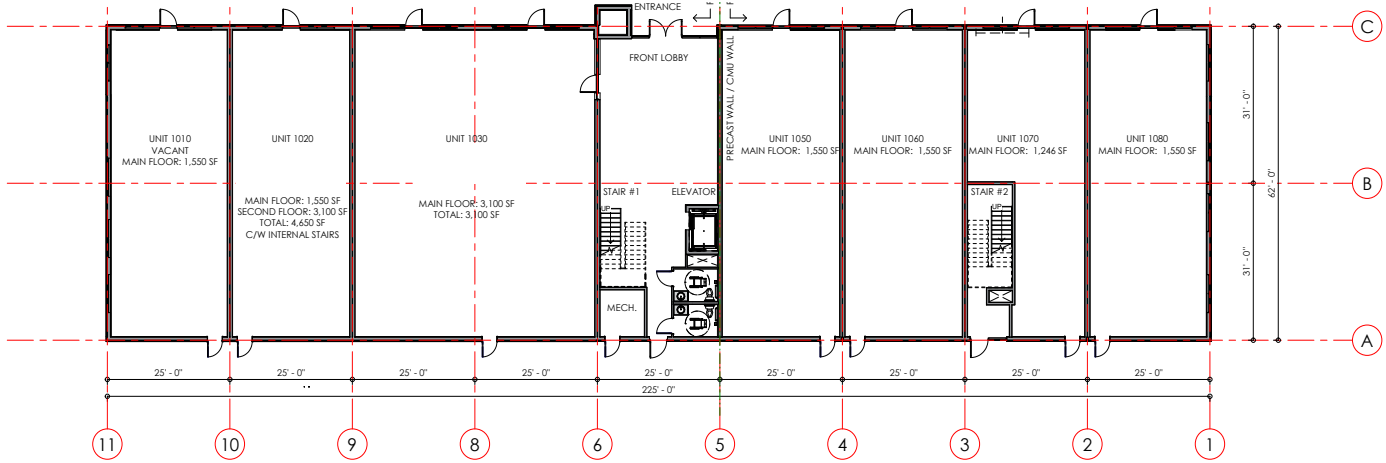 ENTRANCE
F
F
C
FRONT LOBBY
PRECAST WALL / CMU WALL
UNIT 1010
VACANT
MAIN FLOOR: 1,550 SF
UNIT 1020
MAIN FLOOR: 1,550 SF
SECOND FLOOR: 3,100 SF
TOTAL: 4,650 SF
C/W INTERNAL STAIRS
UNIT 1030
MAIN FLOOR: 3,100 SF
TOTAL: 3,100 SF
UNIT 1050
MAIN FLOOR: 1,550 SF
UNIT 1060
MAIN FLOOR: 1,550 SF
UNIT 1070
MAIN FLOOR: 1,246 SF
UNIT 1080
MAIN FLOOR: 1,550 SF
31' - 0"
62' - 0"
31' - 0"
B
STAIR #1
UP
ELEVATOR
STAIR #2
UP
MECH.
A
25' - 0"
25' - 0"
25' - 0"
25' - 0"
25' - 0"
25' - 0"
25' - 0"
25' - 0"
25' - 0"
225' - 0"
11
10
9
8
6
5
4
3
2
1